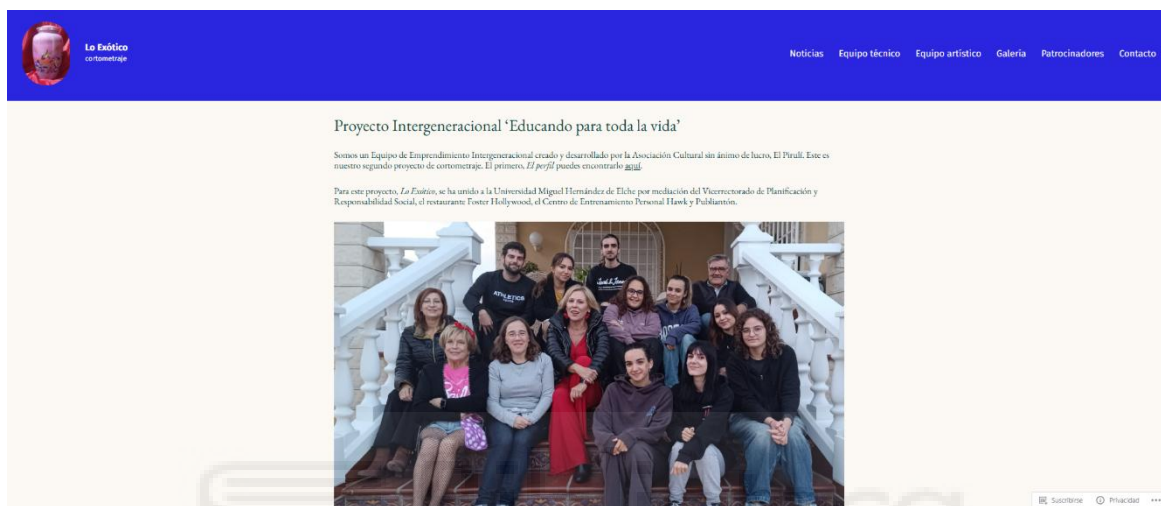 Lo Exótico
cortometraje
Noticias Equipo técnico Equipo artístico Galería Patrocinadores Contacto
Proyecto Intergeneracional ‘Educando para toda la vida’
Somos un Equipo de Emprendimiento Intergeneracional creado y desarrollado por la Asociación Cultural sin ánimo de lucro, El Pirulí. Este es
nuestro segundo proyecto de cortometraje. El primero, El perfil puedes encontrarlo aquí.
Para este proyecto, Lo Exótico, se ha unido a la Universidad Miguel Hernández de Elche por mediación del Vicerrectorado de Planificación y
Responsabilidad Social, el restaurante Foster Hollywood, el Centro de Entrenamiento Personal Hawk y Publiantón.
ATHLETICS
Suscribirse Privacidad •••